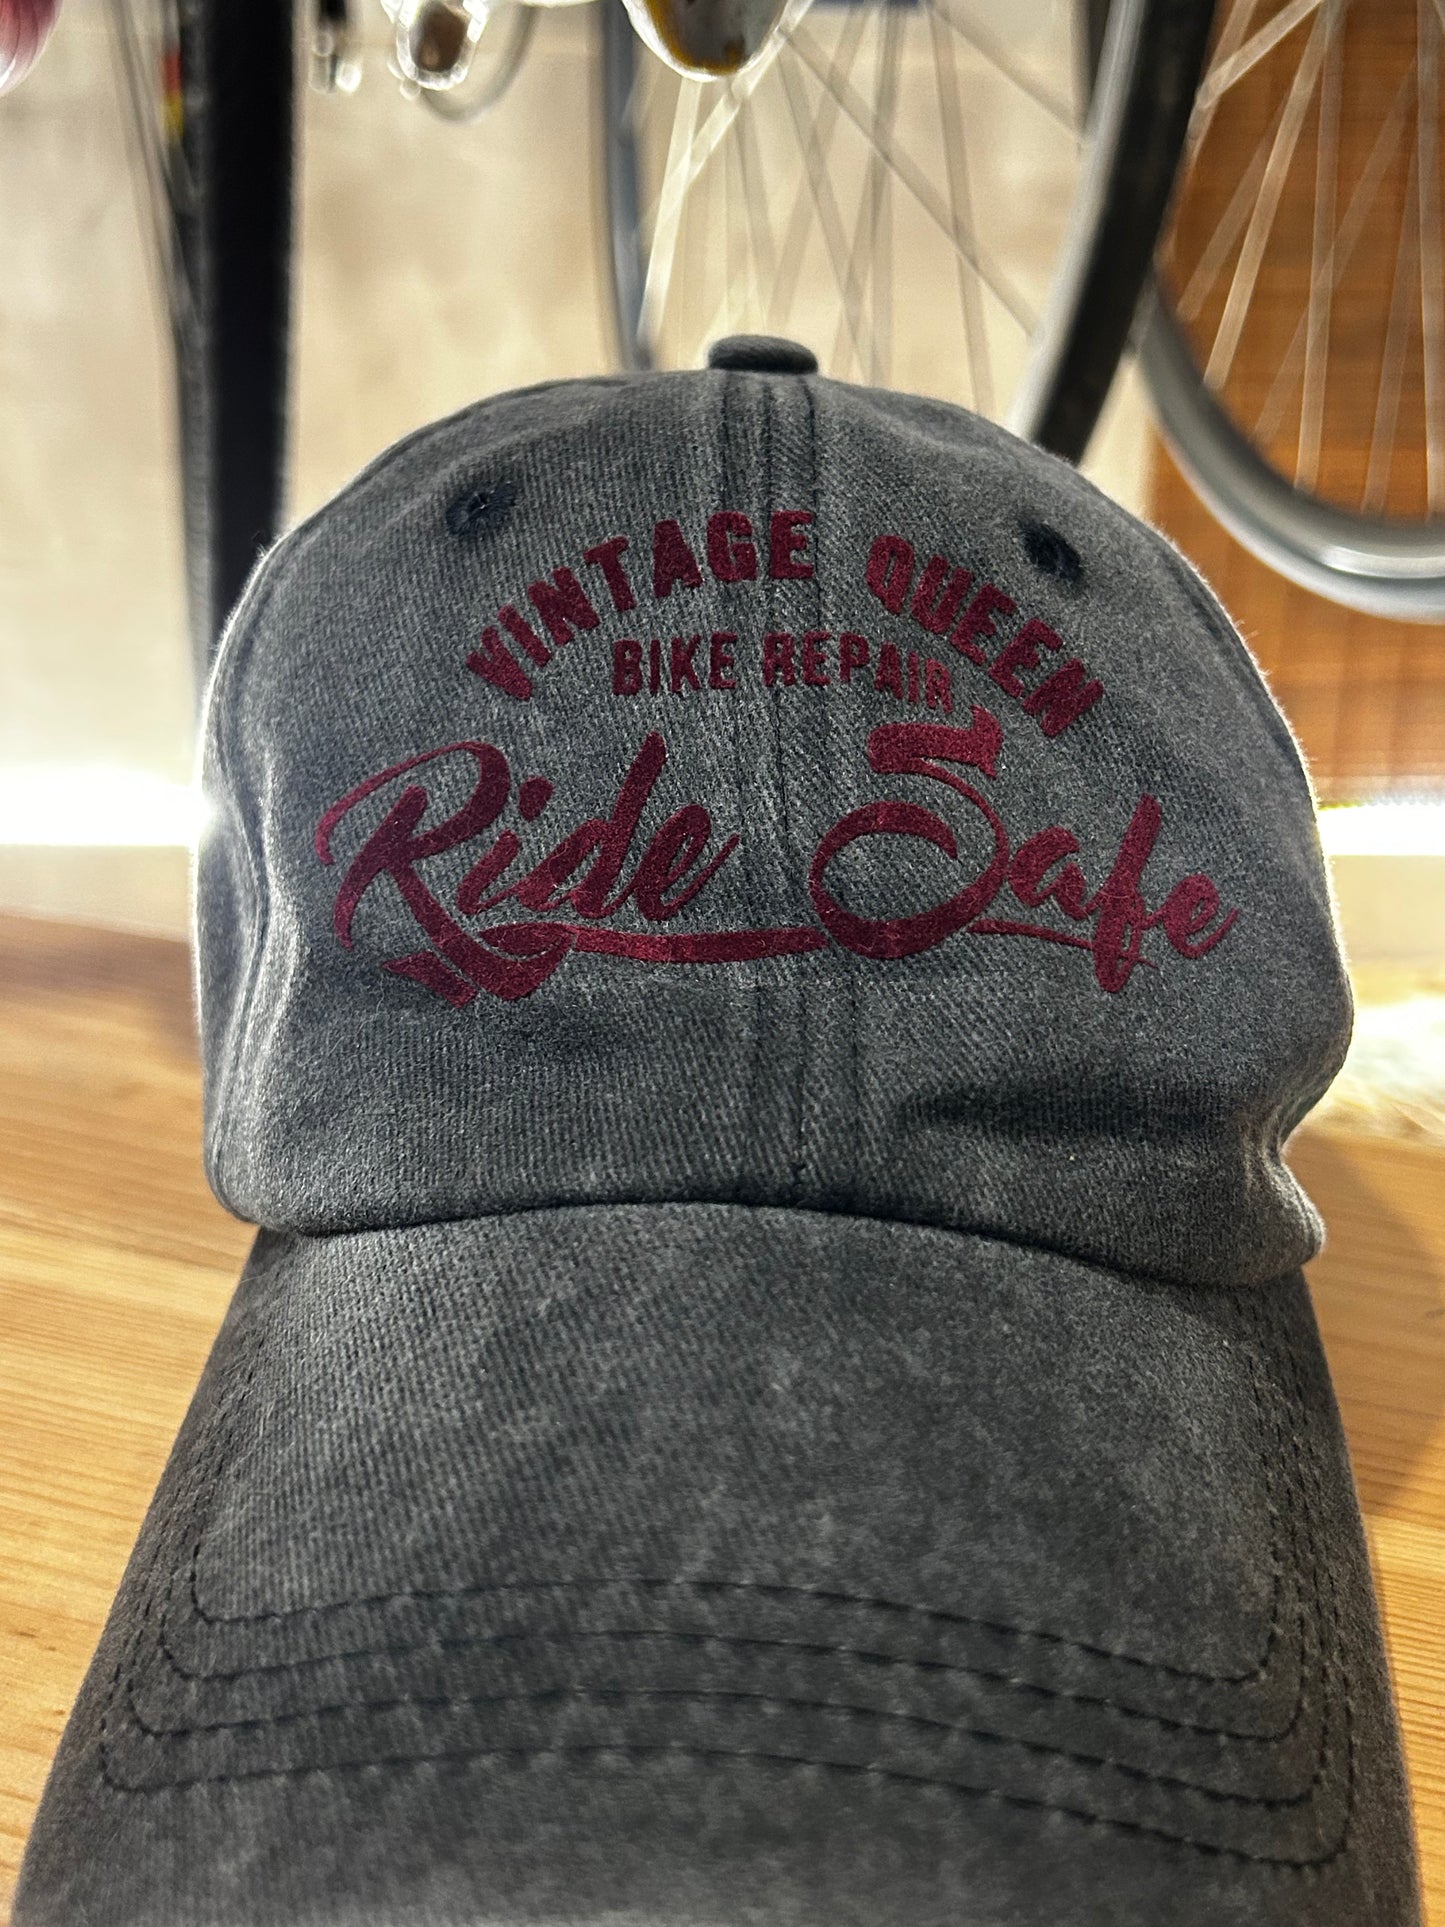 VINTAGE QUEEN
BIKE REPAIR
Ride Safe